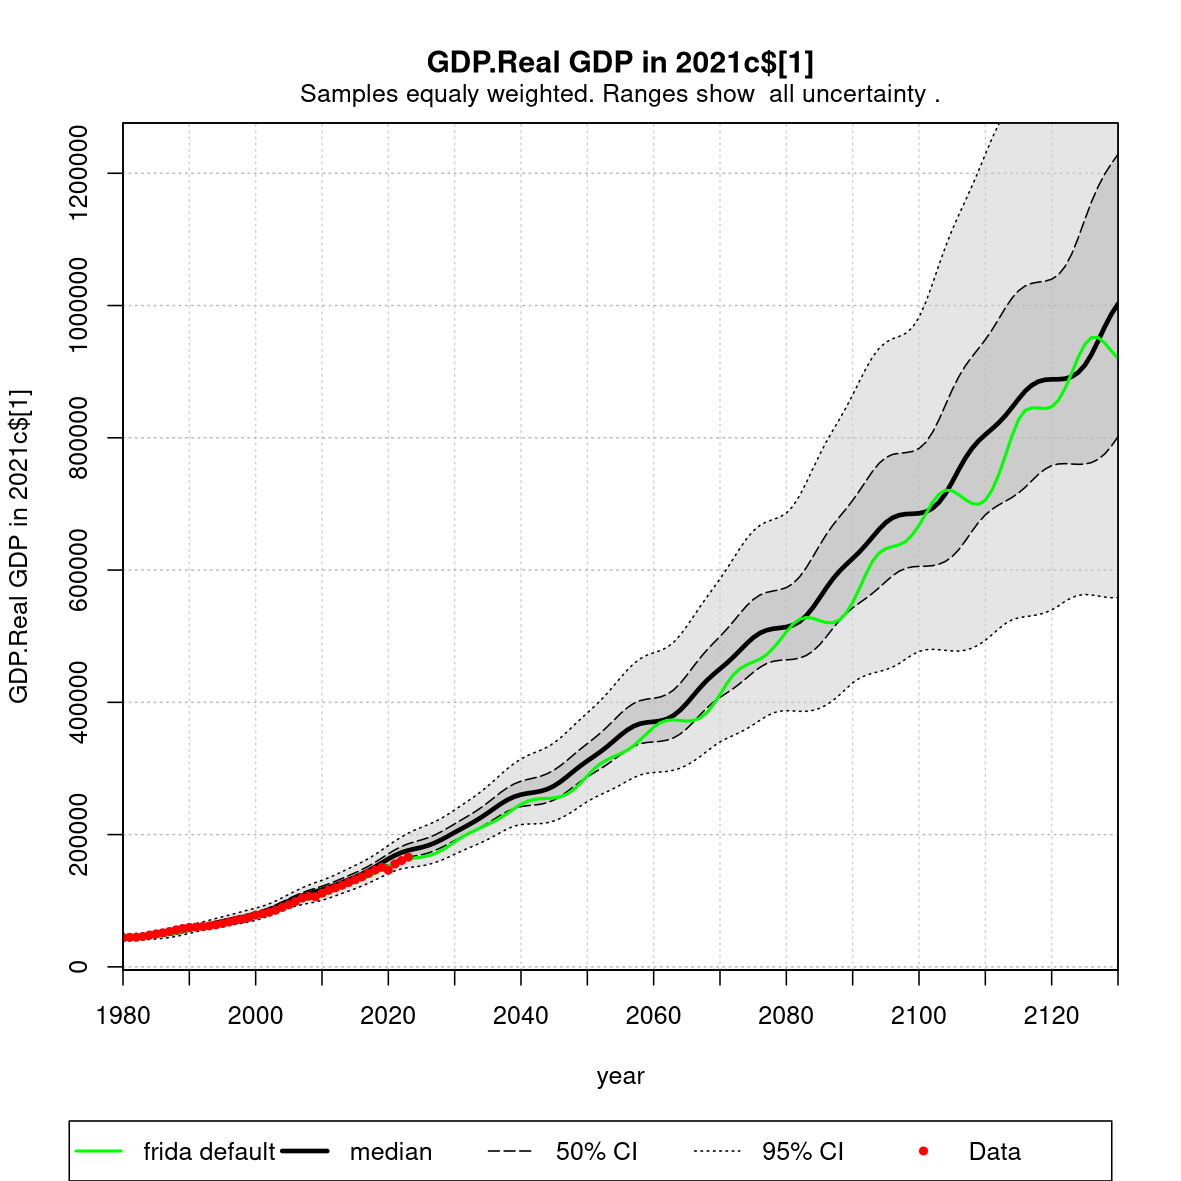 GDP.Real GDP in 2021c$[1]
Samples equaly weighted. Ranges show  all uncertainty .
GDP.Real GDP in 2021c$[1]
1200000
1000000
800000
600000
400000
200000
0
1980 2000 2020 2040 2060 2080 2100 2120
year
frida default median 50% CI 95% CI Data